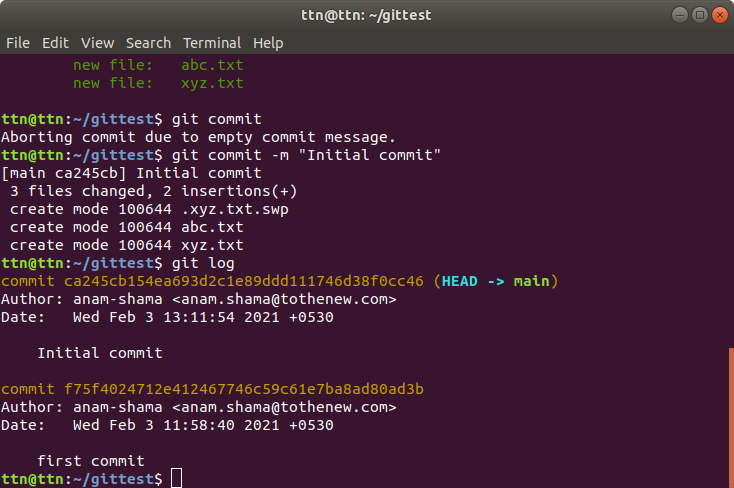 ttn@ttn: ~/gittest
File Edit View Search Terminal Help
new file:   abc.txt
new file:   xyz.txt
ttn@ttn:~/gittest$ git commit
Aborting commit due to empty commit message.
ttn@ttn:~/gittest$ git commit -m "Initial commit"
[main ca245cb] Initial commit
 3 files changed, 2 insertions(+)
 create mode 100644 .xyz.txt.swp
 create mode 100644 abc.txt
 create mode 100644 xyz.txt
ttn@ttn:~/gittest$ git log
commit ca245cb154ea693d2c1e89ddd111746d38f0cc46 (HEAD -> main)
Author: anam-shama <anam.shama@tothenew.com>
Date:   Wed Feb 3 13:11:54 2021 +0530
    Initial commit
commit f75f4024712e412467746c59c61e7ba8ad80ad3b
Author: anam-shama <anam.shama@tothenew.com>
Date:   Wed Feb 3 11:58:40 2021 +0530
    first commit
ttn@ttn:~/gittest$